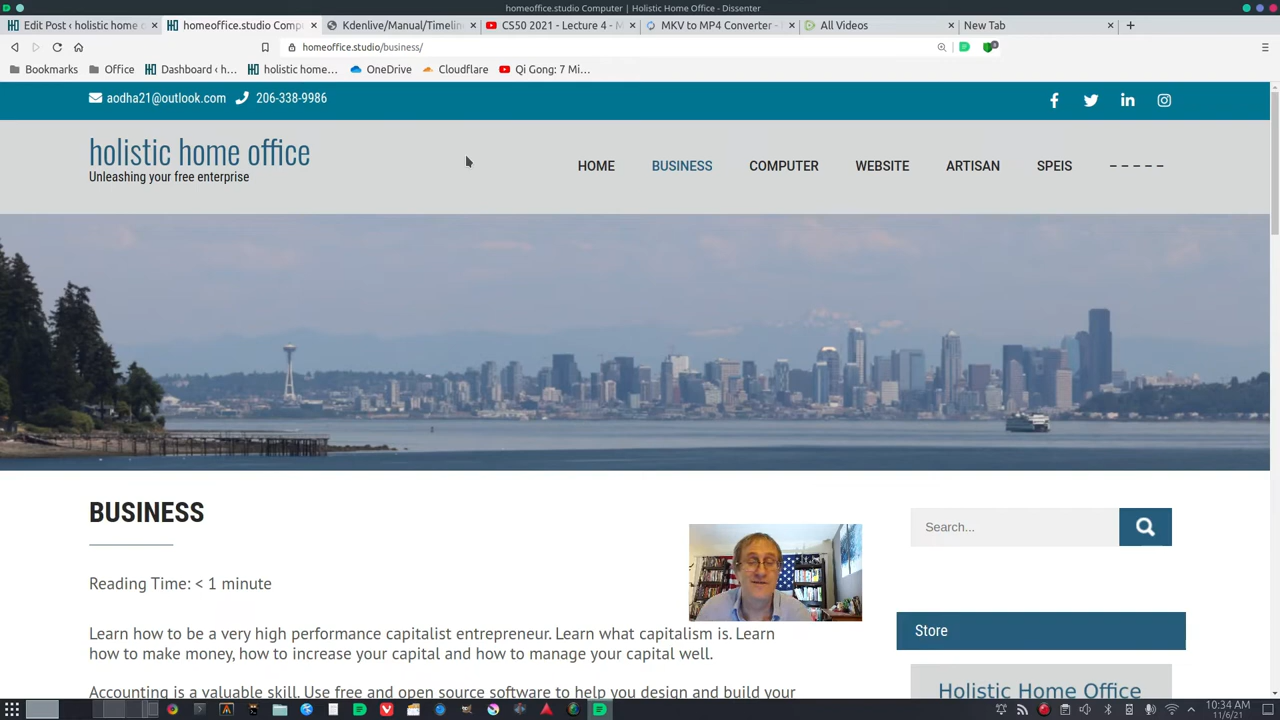 homeoffice.studio Computer | Holistic Home Office - Dissenter
Edit Post ‹ holistic home o
homeoffice.studio Comp
Kdenlive/Manual/Timelin
CS50 2021 - Lecture 4 - M
MKV to MP4 Converter -
All Videos
New Tab
homeoffice.studio/business/
Bookmarks
Office
Dashboard ‹ h...
holistic home...
OneDrive
Cloudflare
Qi Gong: 7 Mi...
aodha21@outlook.com
206-338-9986
holistic home office
Unleashing your free enterprise
HOME
BUSINESS
COMPUTER
WEBSITE
ARTISAN
SPEIS
– – – – –
BUSINESS
Search...
Reading Time: < 1 minute
Store
Learn how to be a very high performance capitalist entrepreneur. Learn what capitalism is. Learn
how to make money, how to increase your capital and how to manage your capital well.
Holistic Home Office
Accounting is a valuable skill. Use free and open source software to help you design and build your
10:34 AM
11/6/21